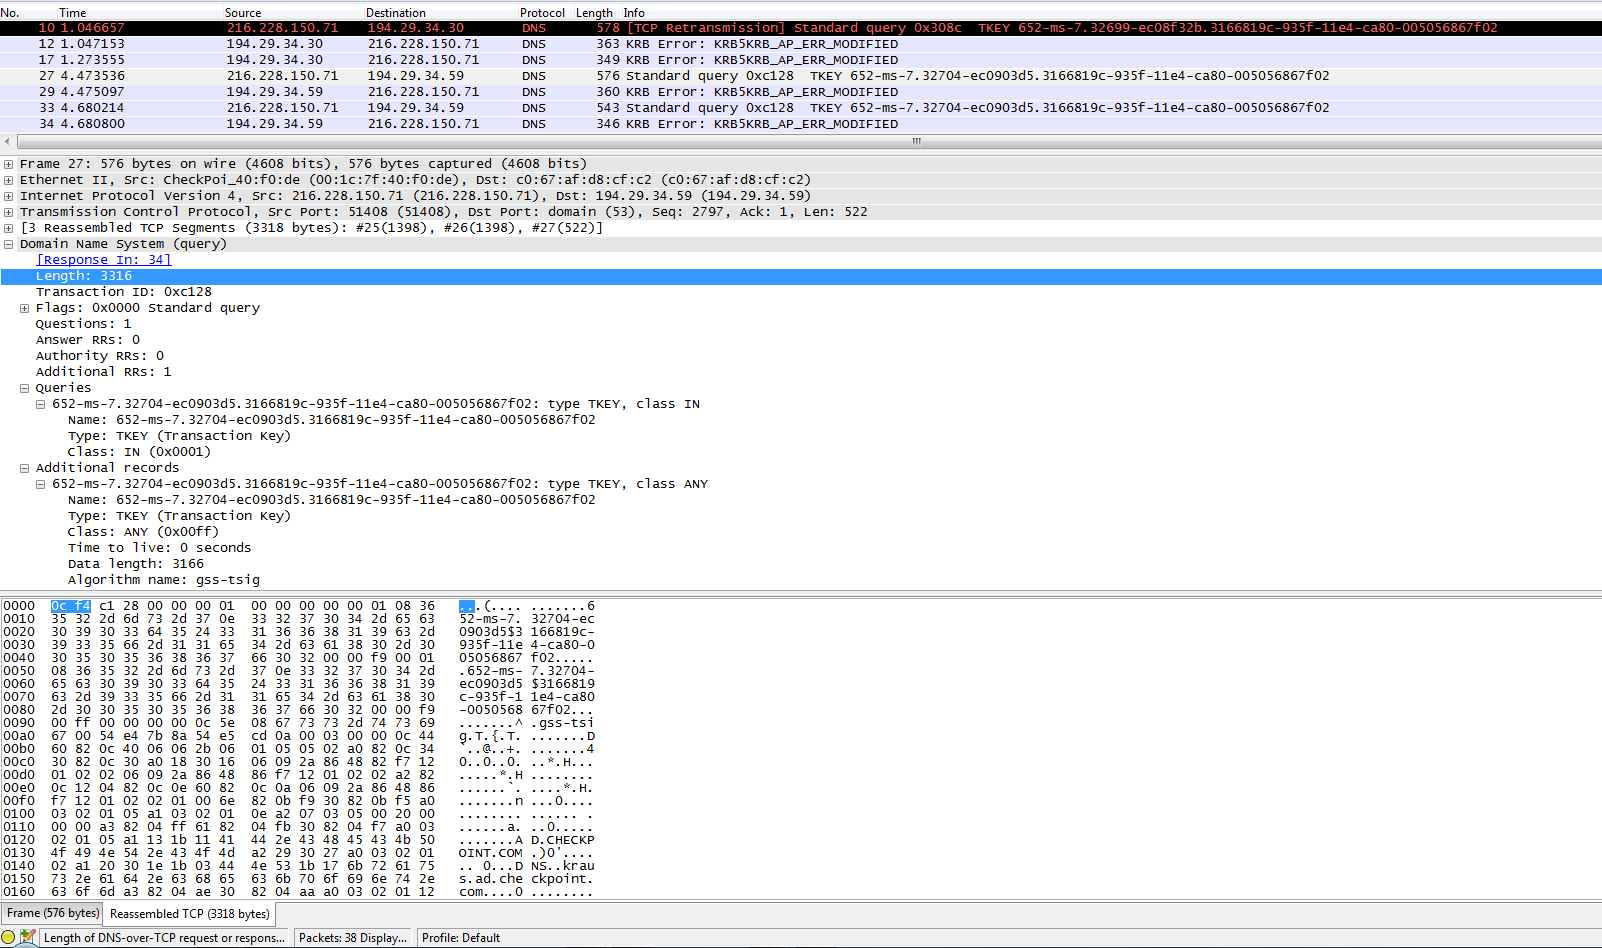 No. Time Source Destination Protocol Length Info
10 1.046657 216.228.150.71 194.29.34.30 DNS 578 [TCP Retransmission] Standard query 0x308c TKEY 652-ms-7.32699-ec08f32b.3166819c-935f-11e4-ca80-005056867f02
12 1.047153 194.29.34.30 216.228.150.71 DNS 363 KRB Error: KRB5KRB_AP_ERR_MODIFIED
17 1.273555 194.29.34.30 216.228.150.71 DNS 349 KRB Error: KRB5KRB_AP_ERR_MODIFIED
27 4.473536 216.228.150.71 194.29.34.59 DNS 576 Standard query 0xc128 TKEY 652-ms-7.32704-ec0903d5.3166819c-935f-11e4-ca80-005056867f02
29 4.475097 194.29.34.59 216.228.150.71 DNS 360 KRB Error: KRB5KRB_AP_ERR_MODIFIED
33 4.680214 216.228.150.71 194.29.34.59 DNS 543 Standard query 0xc128 TKEY 652-ms-7.32704-ec0903d5.3166819c-935f-11e4-ca80-005056867f02
34 4.680800 194.29.34.59 216.228.150.71 DNS 346 KRB Error: KRB5KRB_AP_ERR_MODIFIED
Frame 27: 576 bytes on wire (4608 bits), 576 bytes captured (4608 bits)
Ethernet II, Src: CheckPoi_40:f0:de (00:1c:7f:40:f0:de), Dst: c0:67:af:d8:cf:c2 (c0:67:af:d8:cf:c2)
Internet Protocol Version 4, Src: 216.228.150.71 (216.228.150.71), Dst: 194.29.34.59 (194.29.34.59)
Transmission Control Protocol, Src Port: 51408 (51408), Dst Port: domain (53), Seq: 2797, Ack: 1, Len: 522
[3 Reassembled TCP Segments (3318 bytes): #25(1398), #26(1398), #27(522)]
Domain Name System (query)
[Response In: 34]
Length: 3316
Transaction ID: 0xc128
Flags: 0x0000 Standard query
Questions: 1
Answer RRs: 0
Authority RRs: 0
Additional RRs: 1
Queries
652-ms-7.32704-ec0903d5.3166819c-935f-11e4-ca80-005056867f02: type TKEY, class IN
Name: 652-ms-7.32704-ec0903d5.3166819c-935f-11e4-ca80-005056867f02
Type: TKEY (Transaction Key)
Class: IN (0x0001)
Additional records
652-ms-7.32704-ec0903d5.3166819c-935f-11e4-ca80-005056867f02: type TKEY, class ANY
Name: 652-ms-7.32704-ec0903d5.3166819c-935f-11e4-ca80-005056867f02
Type: TKEY (Transaction Key)
Class: ANY (0x00ff)
Time to live: 0 seconds
Data length: 3166
Algorithm name: gss-tsig
0000 0c f4 c1 28 00 00 00 01 00 00 00 00 00 01 08 36 ...(.... .......6
0010 35 32 2d 6d 73 2d 37 0e 33 32 37 30 34 2d 65 63 52-ms-7. 32704-ec
0020 30 39 30 33 64 35 24 33 31 36 36 38 31 39 63 2d 0903d5$3 166819c-
0030 39 33 35 66 2d 31 31 65 34 2d 63 61 38 30 2d 30 935f-11e 4-ca80-0
0040 30 35 30 35 36 38 36 37 66 30 32 00 00 f9 00 01 05056867 f02.....
0050 08 36 35 32 2d 6d 73 2d 37 0e 33 32 37 30 34 2d .652-ms- 7.32704-
0060 65 63 30 39 30 33 64 35 24 33 31 36 36 38 31 39 ec0903d5 $3166819
0070 63 2d 39 33 35 66 2d 31 31 65 34 2d 63 61 38 30 c-935f-1 1e4-ca80
0080 2d 30 30 35 30 35 36 38 36 37 66 30 32 00 00 f9 -0050568 67f02...
0090 00 ff 00 00 00 00 0c 5e 08 67 73 73 2d 74 73 69 .......^ .gss-tsi
00a0 67 00 54 e4 7b 8a 54 e5 cd 0a 00 03 00 00 0c 44 g.T.{.T. .......D
00b0 60 82 0c 40 06 06 2b 06 01 05 05 02 a0 82 0c 34 `..@..+. .......4
00c0 30 82 0c 30 a0 18 30 16 06 09 2a 86 48 82 f7 12 0..0..0. ..*.H...
00d0 01 02 02 06 09 2a 86 48 86 f7 12 01 02 02 a2 82 .....*.H ........
00e0 0c 12 04 82 0c 0e 60 82 0c 0a 06 09 2a 86 48 86 ......`. ....*.H.
00f0 f7 12 01 02 02 01 00 6e 82 0b f9 30 82 0b f5 a0 .......n ...0....
0100 03 02 01 05 a1 03 02 01 0e a2 07 03 05 00 20 00 ........ ...... .
0110 00 00 a3 82 04 ff 61 82 04 fb 30 82 04 f7 a0 03 ......a. ..0.....
0120 02 01 05 a1 13 1b 11 41 44 2e 43 48 45 43 4b 50 .......A D.CHECKP
0130 4f 49 4e 54 2e 43 4f 4d a2 29 30 27 a0 03 02 01 OINT.COM .)0'....
0140 02 a1 20 30 1e 1b 03 44 4e 53 1b 17 6b 72 61 75 .. 0...D NS..krau
0150 73 2e 61 64 2e 63 68 65 63 6b 70 6f 69 6e 74 2e s.ad.che ckpoint.
0160 63 6f 6d a3 82 04 ae 30 82 04 aa a0 03 02 01 12 com....0 ........
Frame (576 bytes) Reassembled TCP (3318 bytes)
Length of DNS-over-TCP request or respons... Packets: 38 Display... Profile: Default